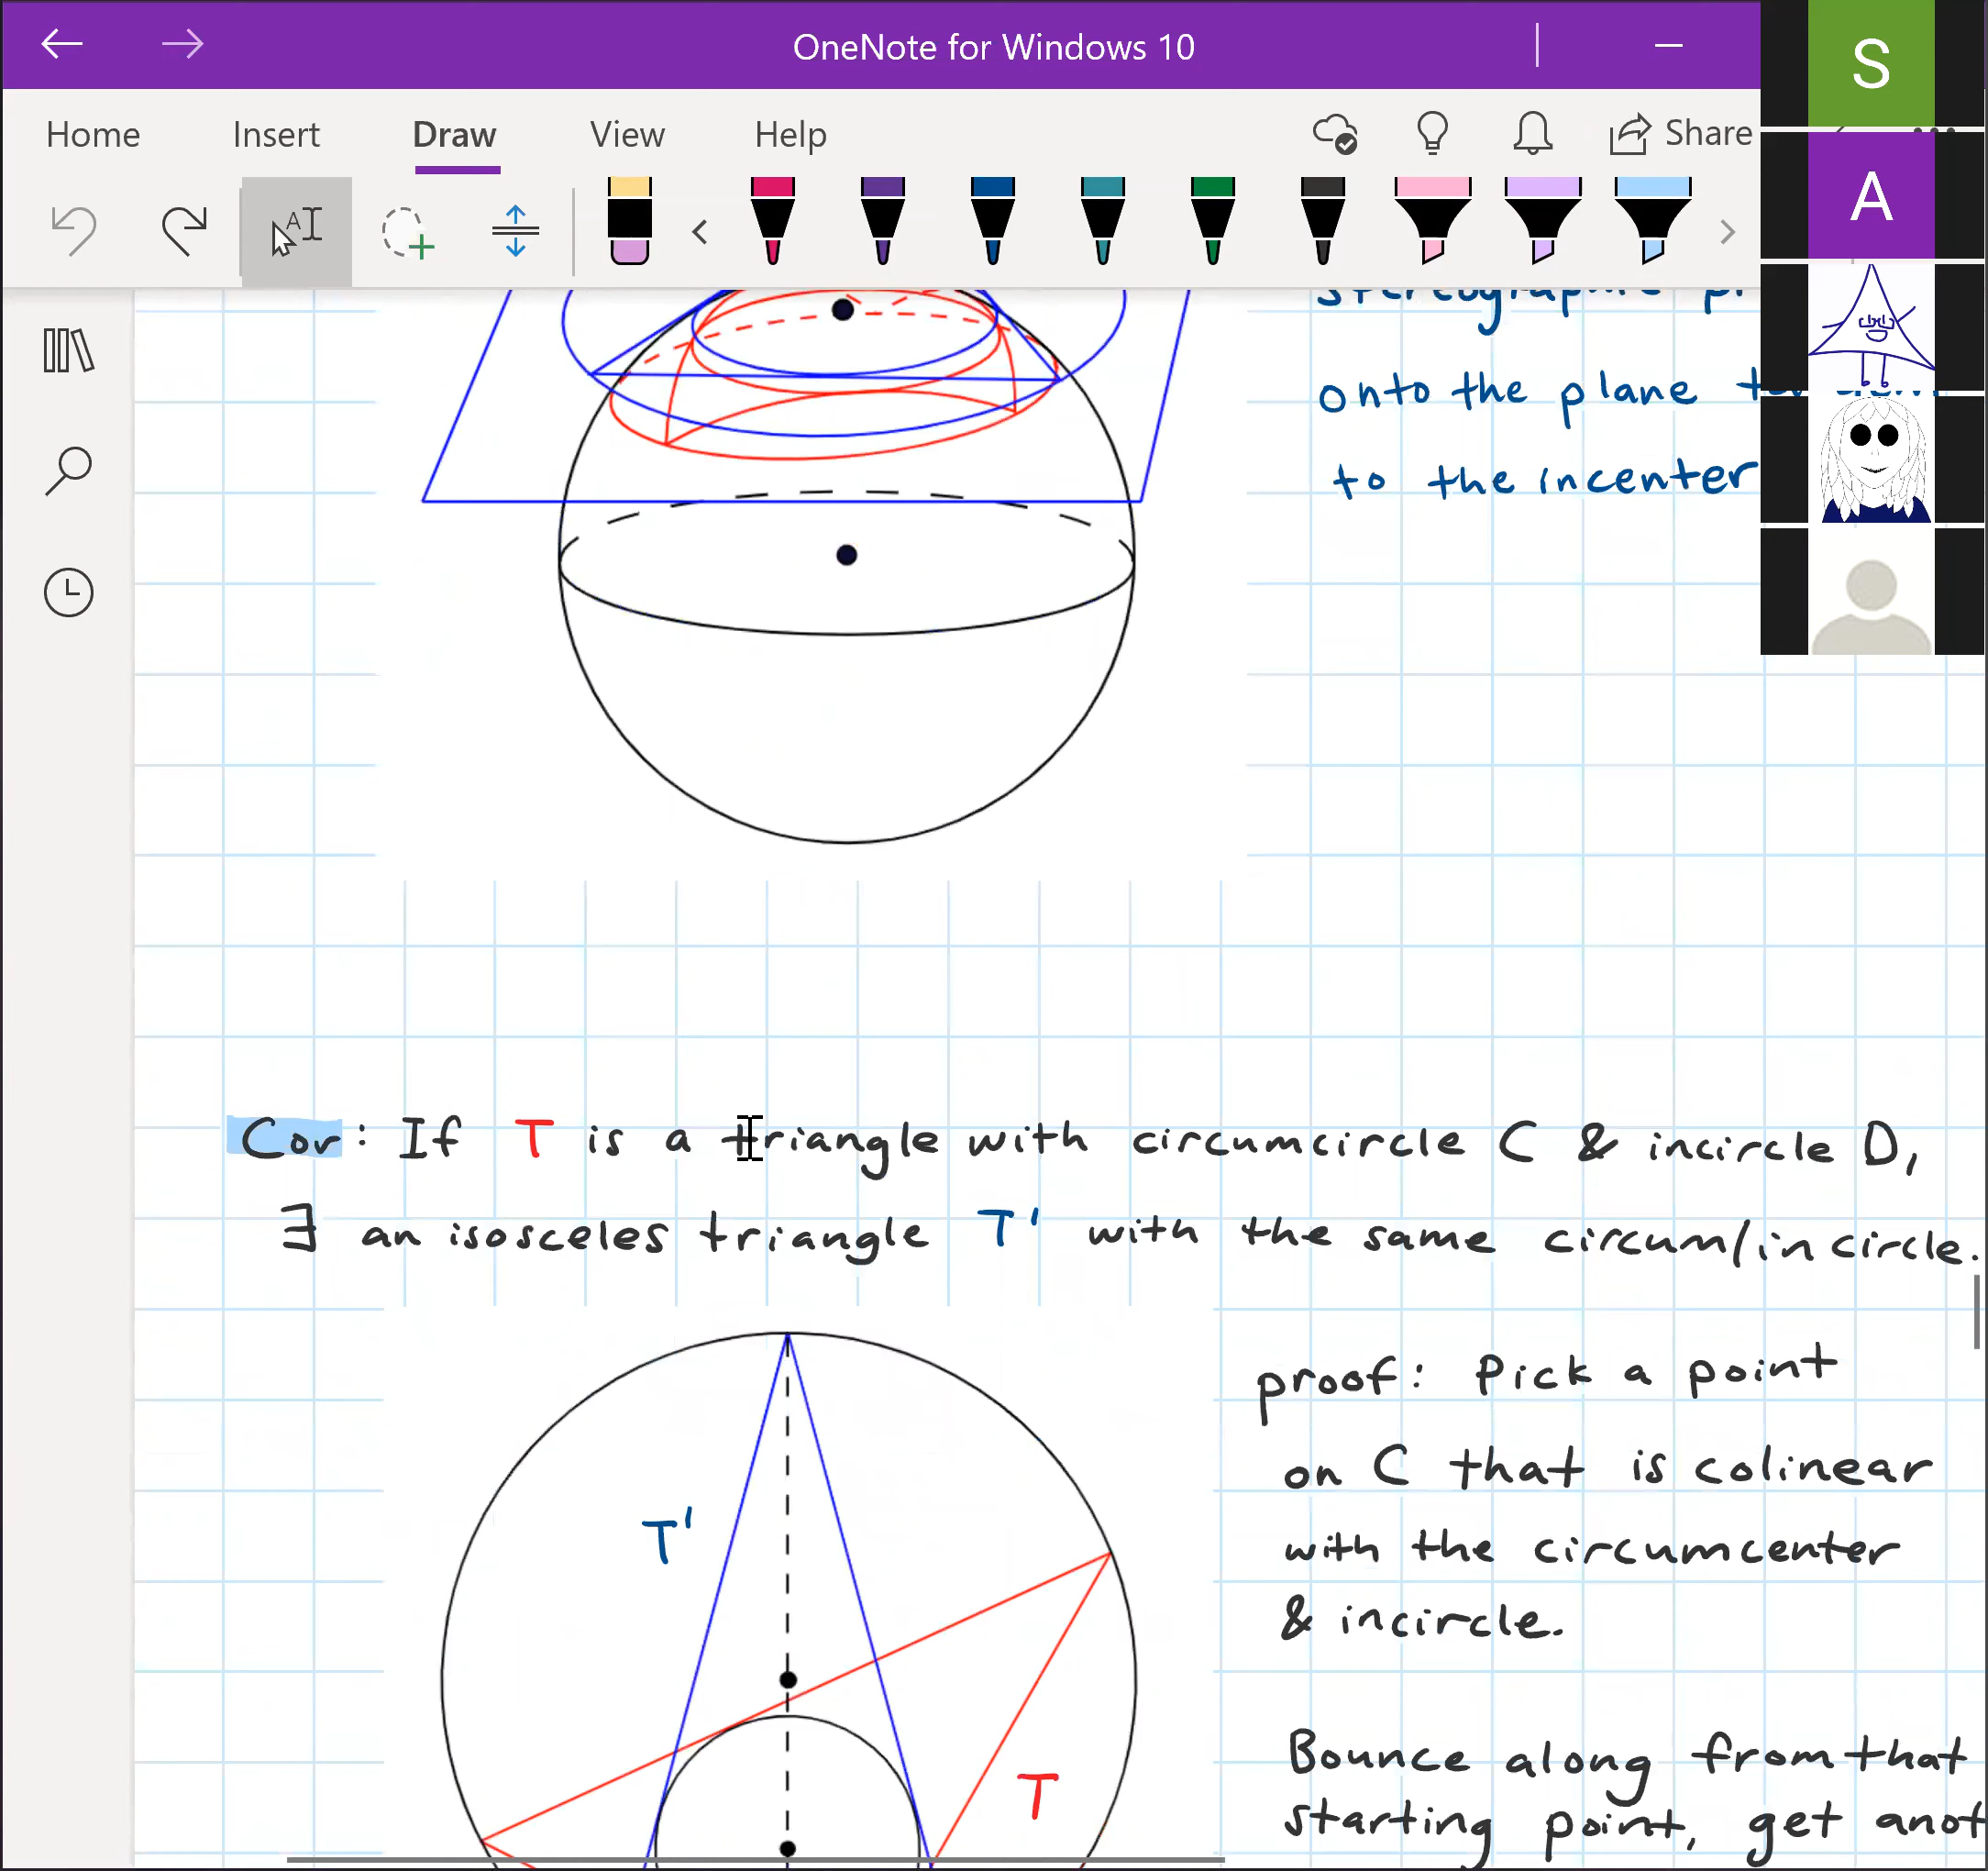 OneNote for Windows 10
S
Home Insert Draw View Help Share
A
onto the plane
to the incenter
Cor: If T is a triangle with circumcircle C & incircle D,
∃ an isosceles triangle T' with the same circum/incircle.
proof: Pick a point
on C that is colinear
with the circumcenter
& incircle.
T'
T
Bounce along from that
starting point, get